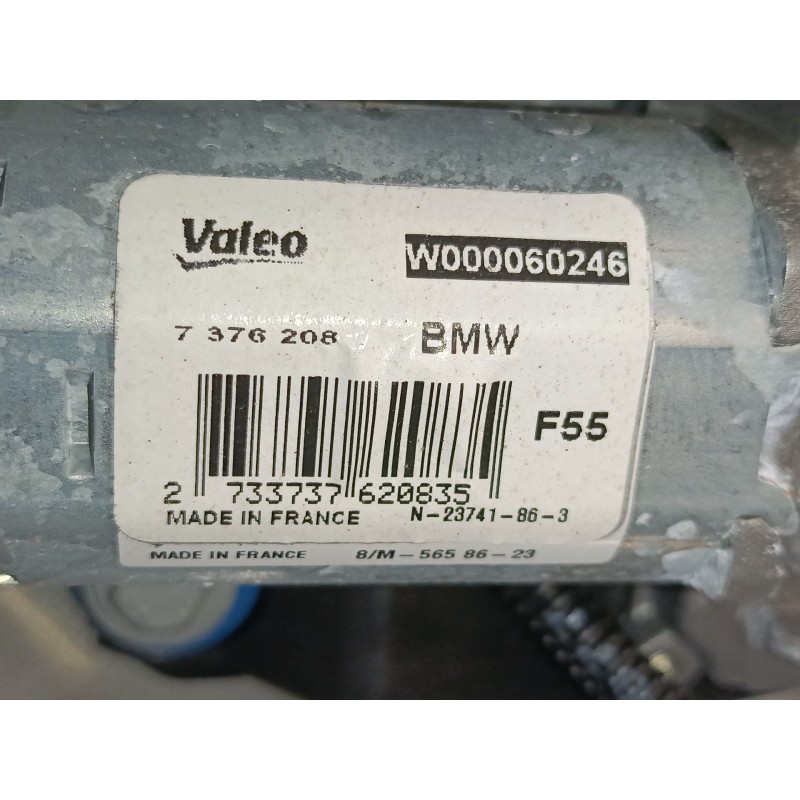 Valeo
W000060246
7 376 208
BMW
F55
2 733737 620835
MADE IN FRANCE N-23741-86-3
MADE IN FRANCE 8/M-565 86-23